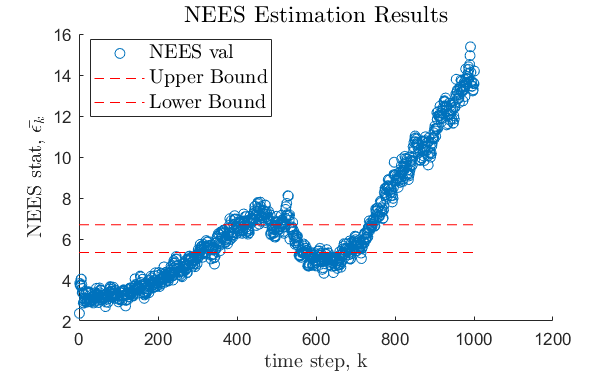 NEES Estimation Results
16
14
12
10
8
6
4
2
NEES stat, ε̄ₖ
NEES val
Upper Bound
Lower Bound
0 200 400 600 800 1000 1200
time step, k